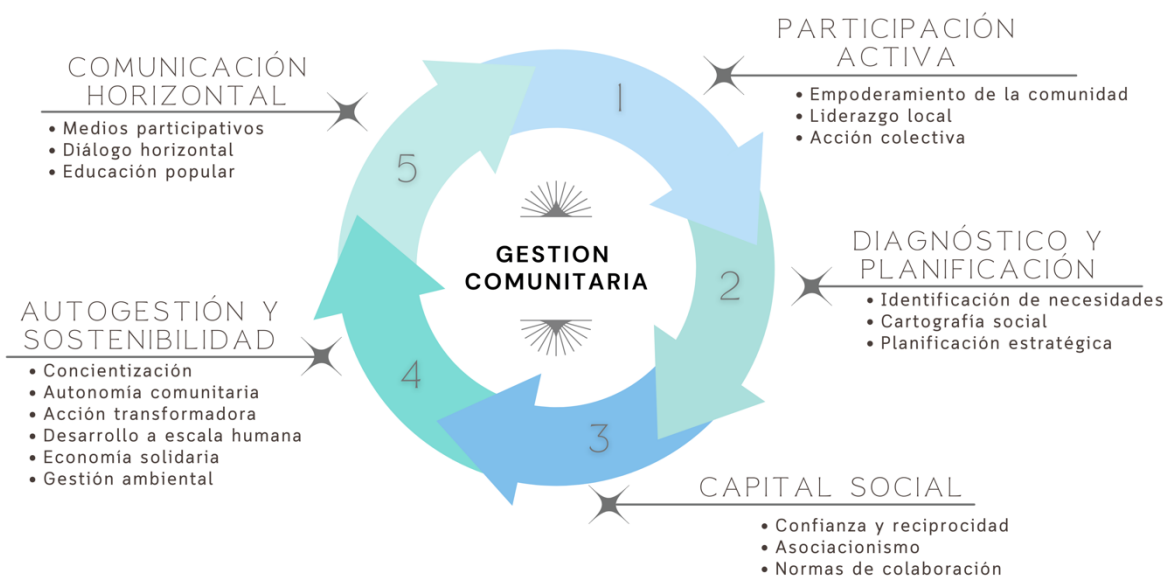 GESTION
COMUNITARIA
1
PARTICIPACIÓN
ACTIVA
• Empoderamiento de la comunidad
• Liderazgo local
• Acción colectiva
2
DIAGNÓSTICO Y
PLANIFICACIÓN
• Identificación de necesidades
• Cartografía social
• Planificación estratégica
3
CAPITAL SOCIAL
• Confianza y reciprocidad
• Asociacionismo
• Normas de colaboración
4
AUTOGESTIÓN Y
SOSTENIBILIDAD
• Concientización
• Autonomía comunitaria
• Acción transformadora
• Desarrollo a escala humana
• Economía solidaria
• Gestión ambiental
5
COMUNICACIÓN
HORIZONTAL
• Medios participativos
• Diálogo horizontal
• Educación popular